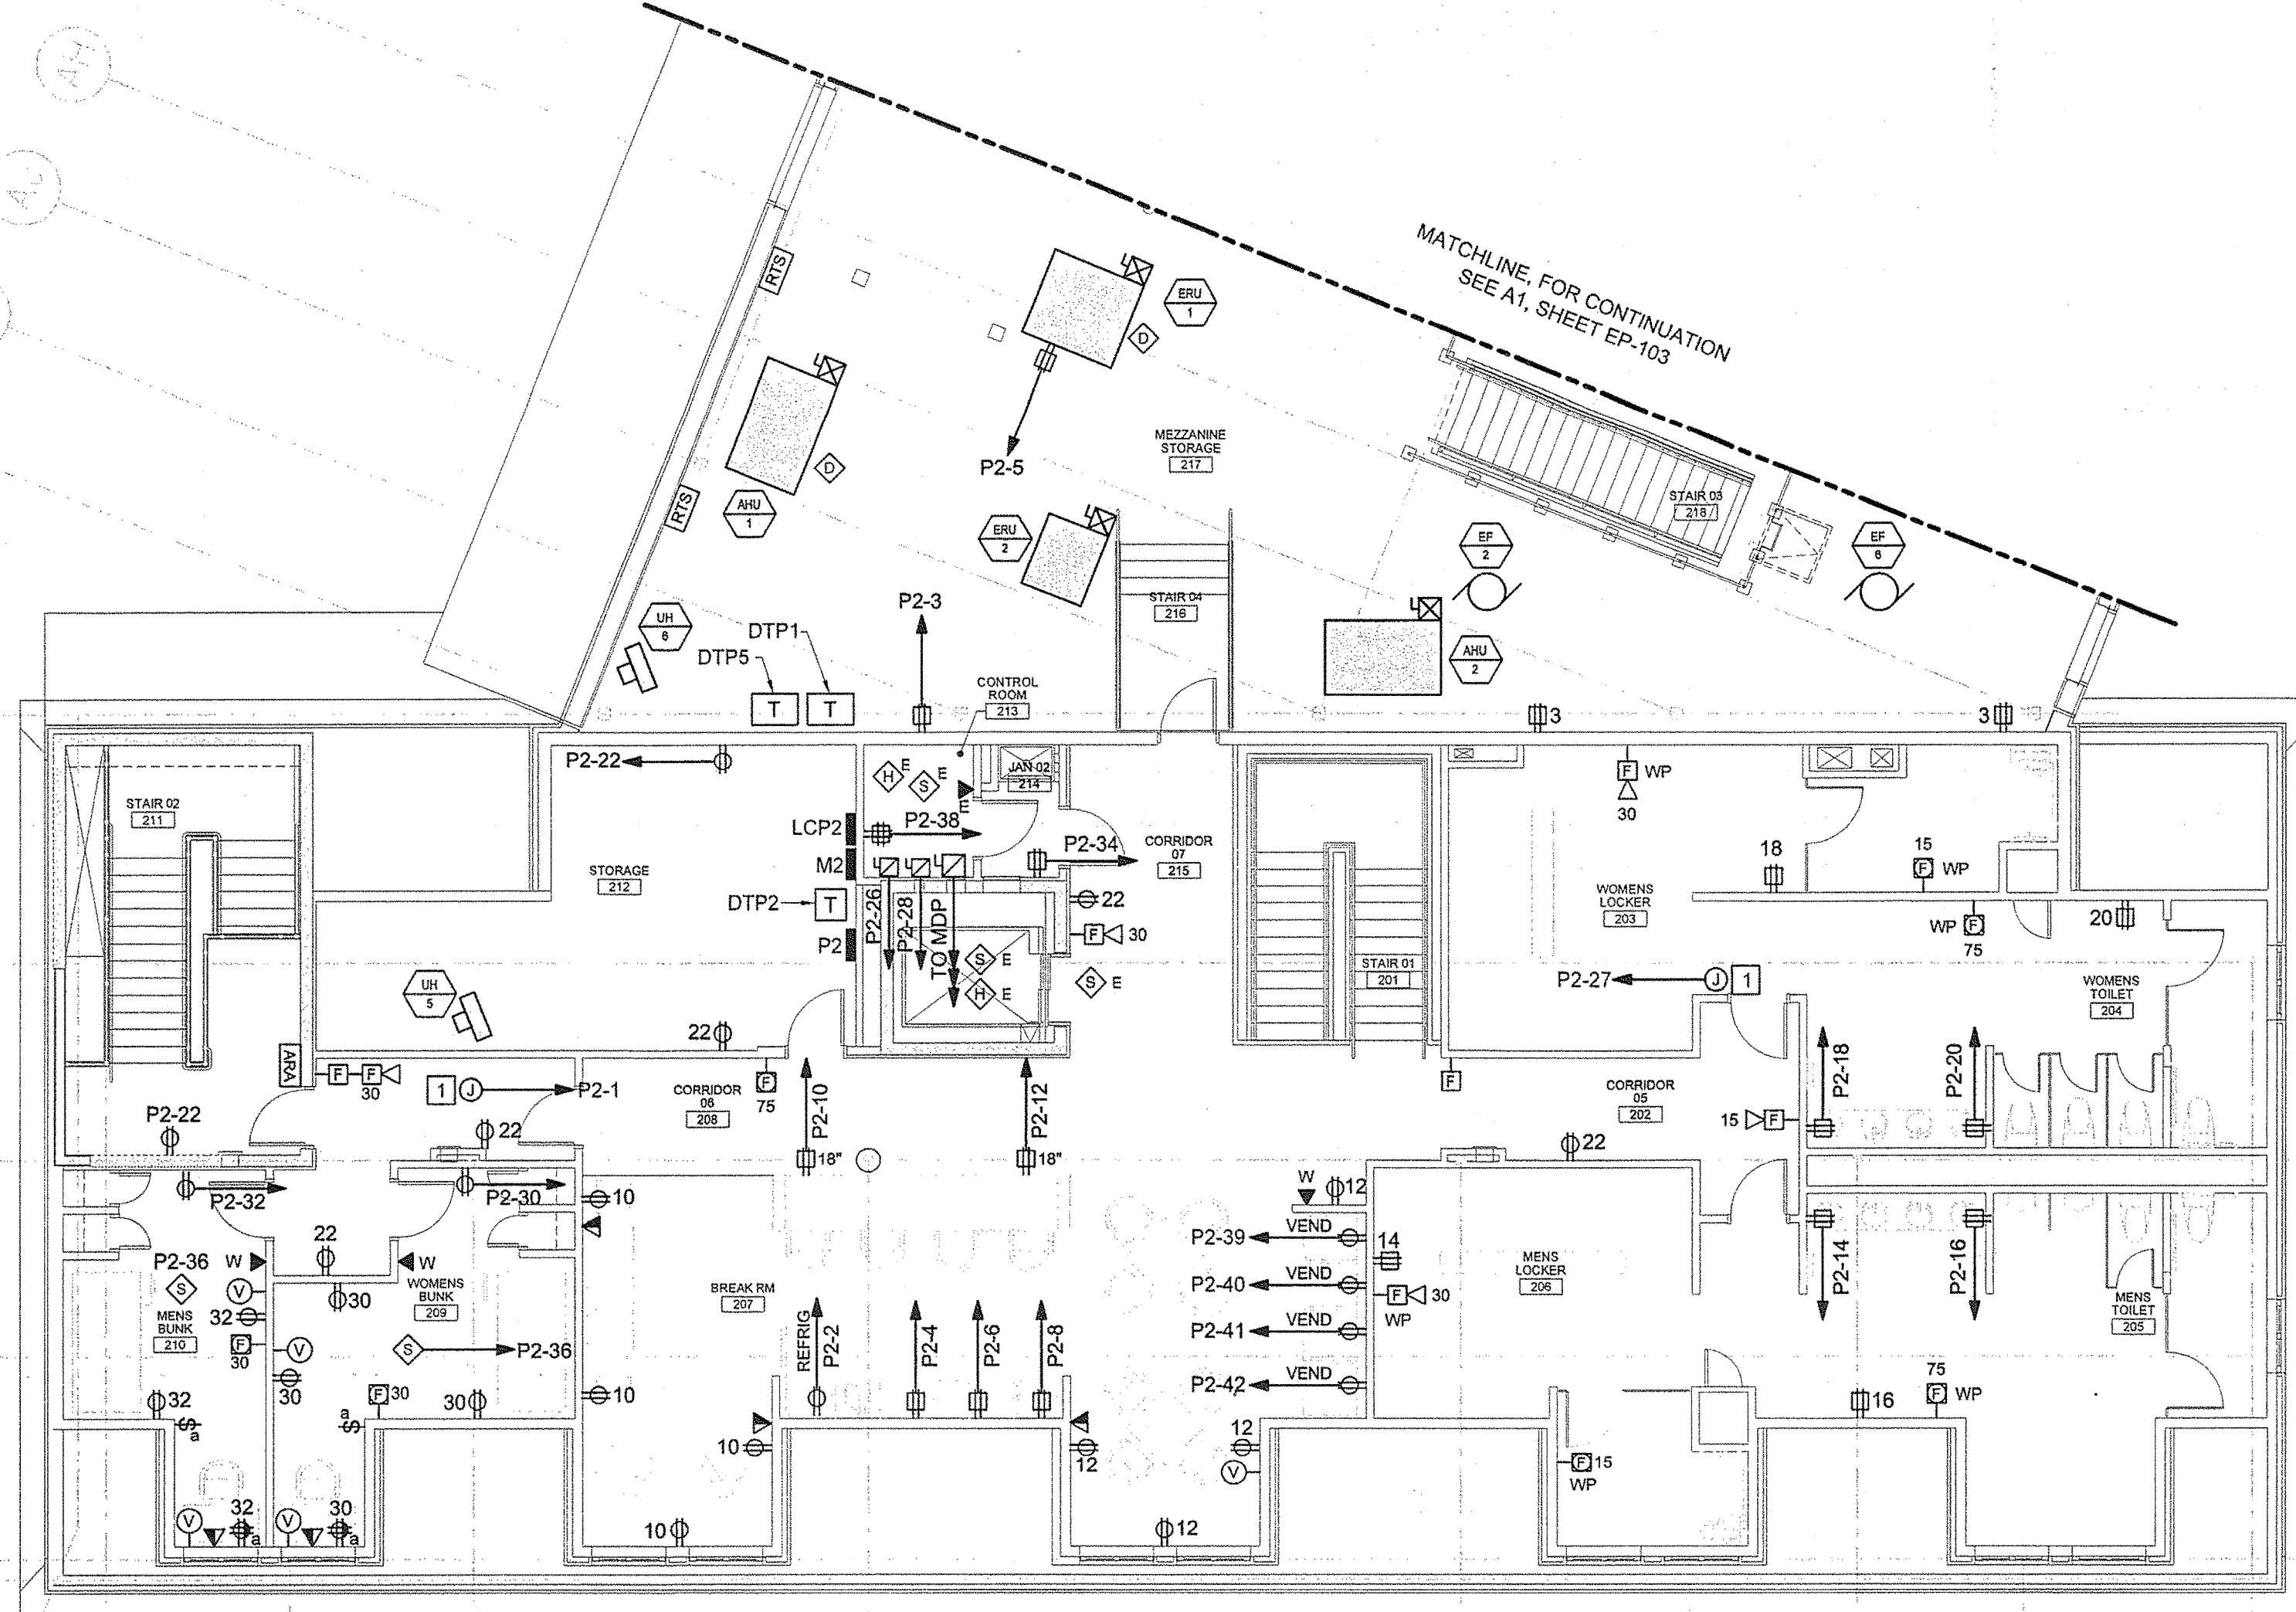 AH
MATCHLINE, FOR CONTINUATION
SEE A1, SHEET EP-103
RTS
ERU
1
D
P2-5
MEZZANINE
STORAGE
217
D
RTS
AHU
1
ERU
2
STAIR 03
218
EF
2
EF
6
STAIR 04
216
AHU
2
P2-3
UH
6
DTP1
DTP5
T
T
CONTROL
ROOM
213
3
3
P2-22
H
E
S
E
E
JAN 02
214
F
WP
30
STAIR 02
211
LCP2
P2-38
P2-34
CORRIDOR
07
215
M2
STORAGE
212
18
15
F
WP
DTP2
T
P2-26
P2-28
TO MDP
22
F
30
WOMENS
LOCKER
203
P2
WP
F
75
20
S
E
H
E
S
E
STAIR 01
201
P2-27
J
1
WOMENS
TOILET
204
UH
5
22
ARA
F
F
30
1
J
P2-1
CORRIDOR
06
208
F
75
P2-10
P2-12
F
CORRIDOR
05
202
P2-18
P2-20
15
F
P2-22
22
18"
18"
22
P2-32
P2-30
10
W
12
P2-39
VEND
14
P2-14
P2-16
22
P2-36
S
W
W
V
WOMENS
BUNK
209
30
MENS
BUNK
210
32
F
30
V
S
P2-36
30
BREAK RM
207
REFRIG
P2-2
P2-4
P2-6
P2-8
P2-40
VEND
F
30
WP
P2-41
VEND
P2-42
VEND
MENS
LOCKER
206
MENS
TOILET
205
75
F
WP
16
32
S
a
F
30
a
S
30
10
10
12
12
V
F
15
WP
V
32
a
V
30
a
10
12